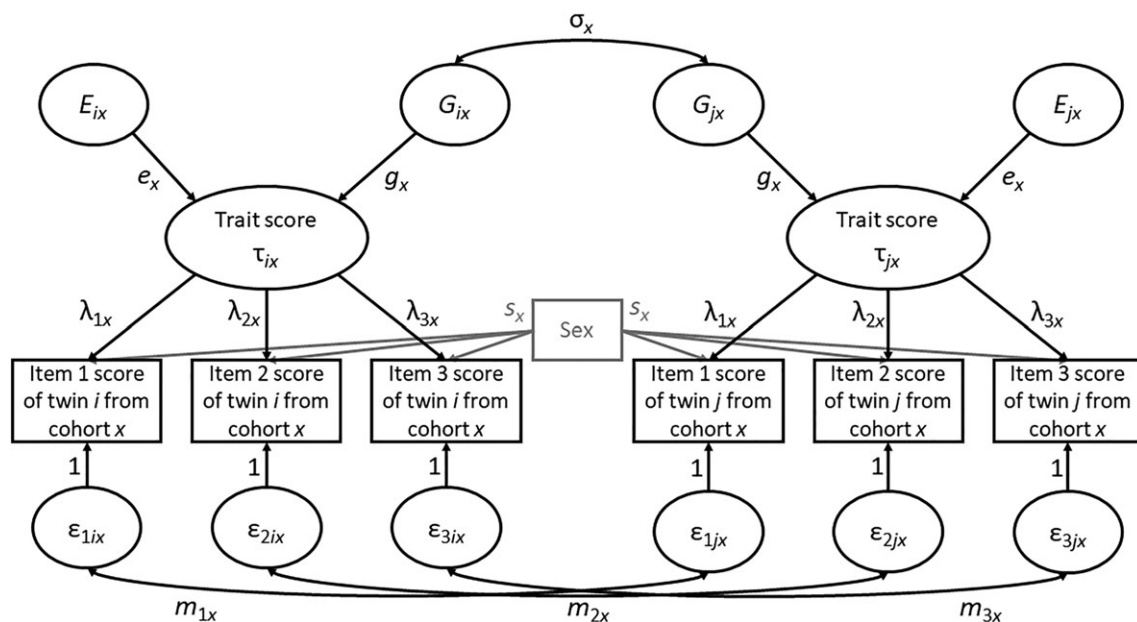 σₓ
Eᵢₓ
Gᵢₓ
Gⱼₓ
Eⱼₓ
eₓ
gₓ
gₓ
eₓ
Trait score
τᵢₓ
Trait score
τⱼₓ
λ₁ₓ
λ₂ₓ
λ₃ₓ
sₓ
Sex
sₓ
λ₁ₓ
λ₂ₓ
λ₃ₓ
Item 1 score
of twin i from
cohort x
Item 2 score
of twin i from
cohort x
Item 3 score
of twin i from
cohort x
Item 1 score
of twin j from
cohort x
Item 2 score
of twin j from
cohort x
Item 3 score
of twin j from
cohort x
1
1
1
1
1
1
ε₁ᵢₓ
ε₂ᵢₓ
ε₃ᵢₓ
ε₁ⱼₓ
ε₂ⱼₓ
ε₃ⱼₓ
m₁ₓ
m₂ₓ
m₃ₓ